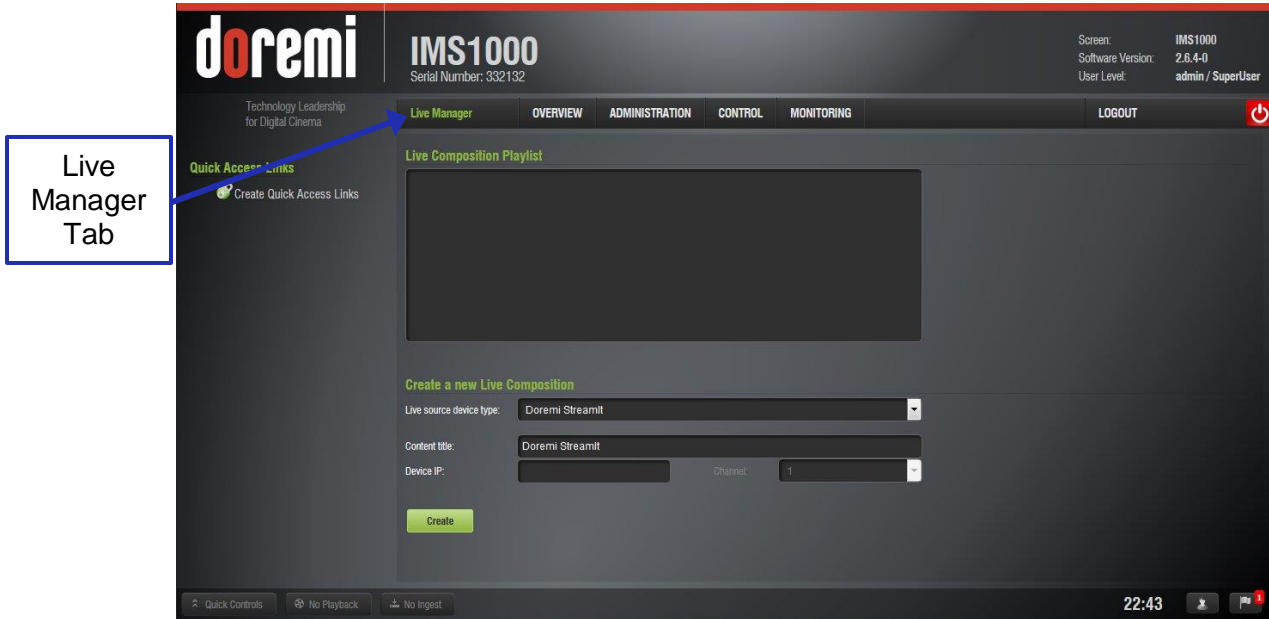 doremi
IMS1000
Serial Number: 332132
Screen: IMS1000
Software Version: 2.6.4-0
User Level: admin / SuperUser
Technology Leadership
for Digital Cinema
Live Manager OVERVIEW ADMINISTRATION CONTROL MONITORING LOGOUT
Live
Manager
Tab
Quick Access Links
Create Quick Access Links
Live Composition Playlist
Create a new Live Composition
Live source device type: Doremi StreamIt
Content title: Doremi StreamIt
Device IP: Channel: 1
Create
Quick Controls No Playback No Ingest 22:43 1